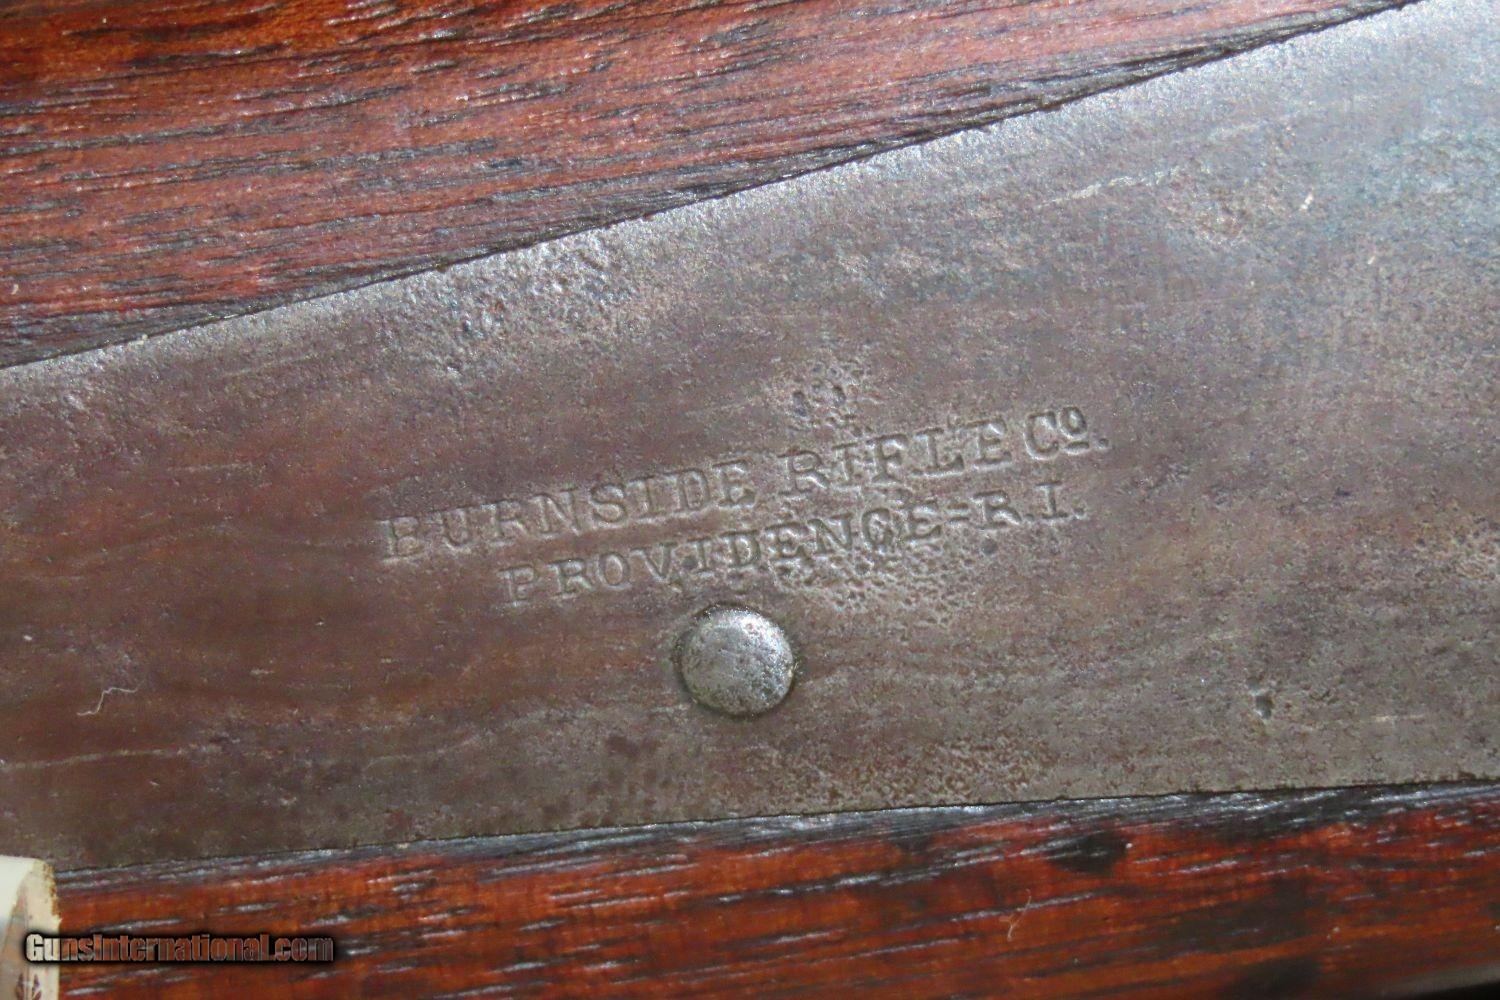 BURNSIDE RIFLE Co.
PROVIDENCE=R.I.
GunsInternational.com